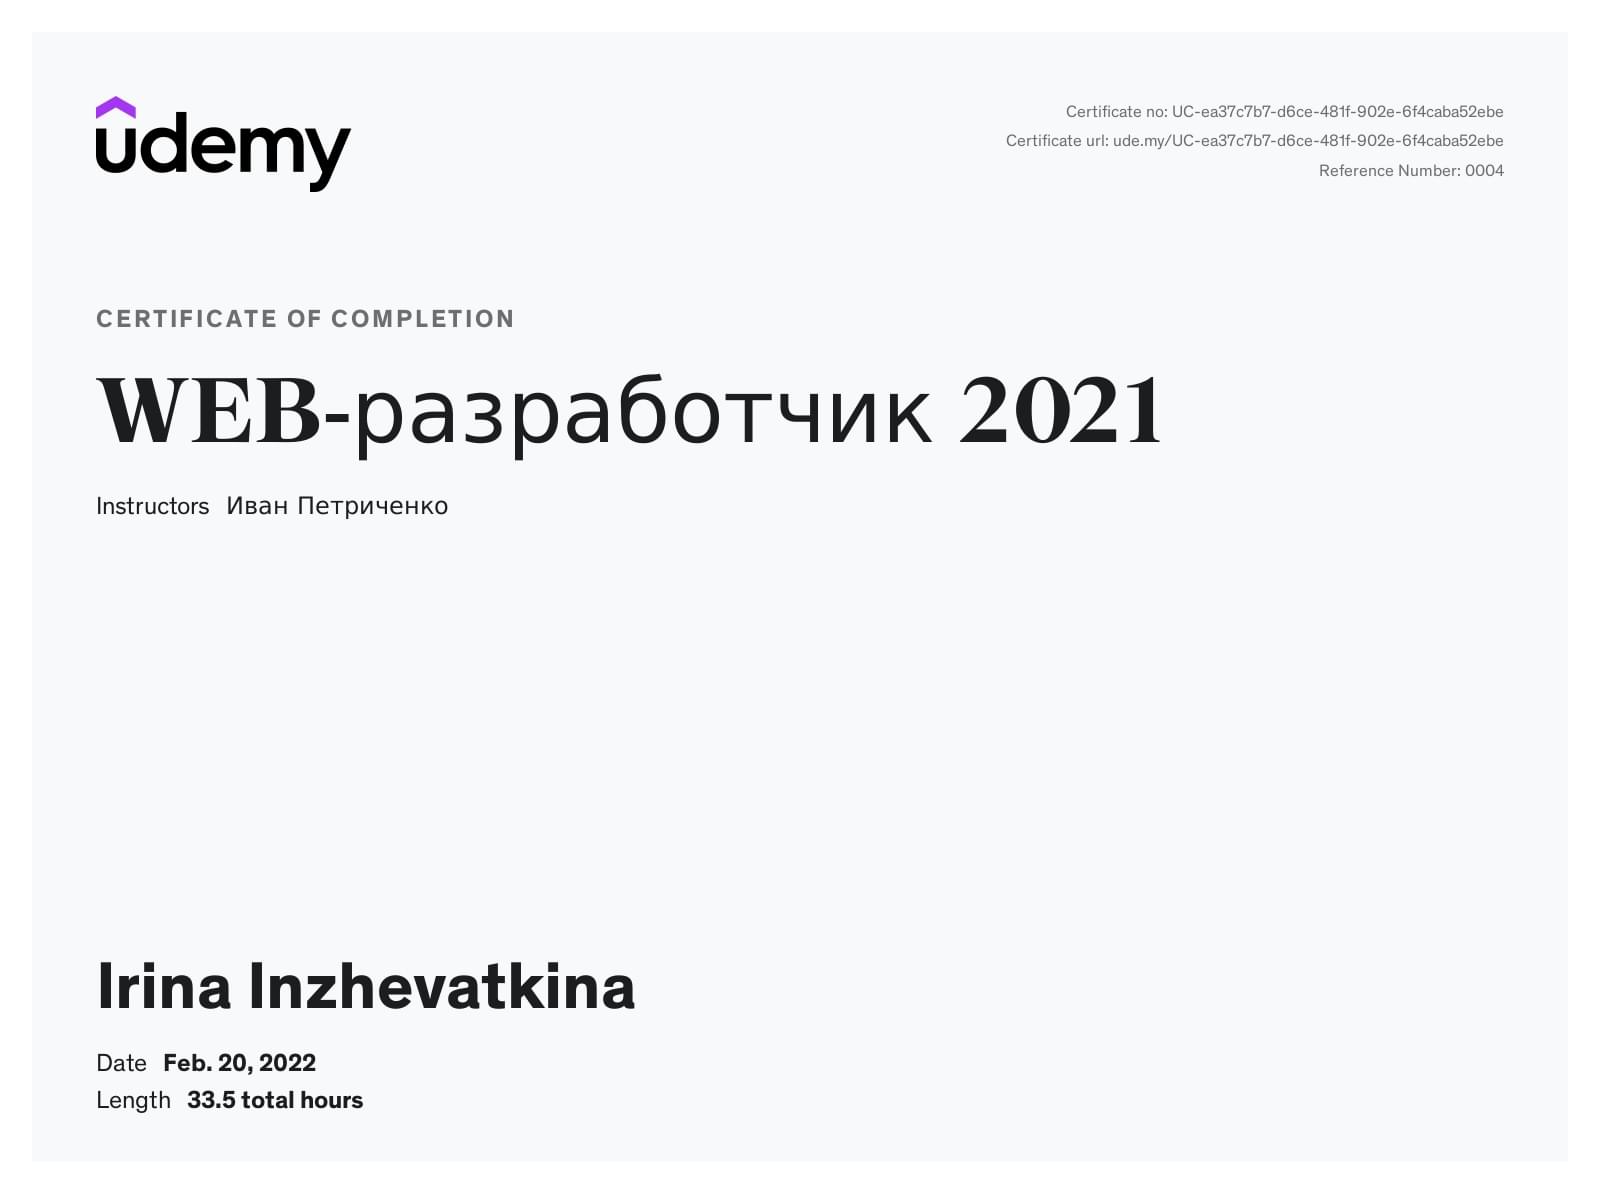 udemy
Certificate no: UC-ea37c7b7-d6ce-481f-902e-6f4caba52ebe
Certificate url: ude.my/UC-ea37c7b7-d6ce-481f-902e-6f4caba52ebe
Reference Number: 0004
CERTIFICATE OF COMPLETION
WEB-разработчик 2021
Instructors Иван Петриченко
Irina Inzhevatkina
Date Feb. 20, 2022
Length 33.5 total hours